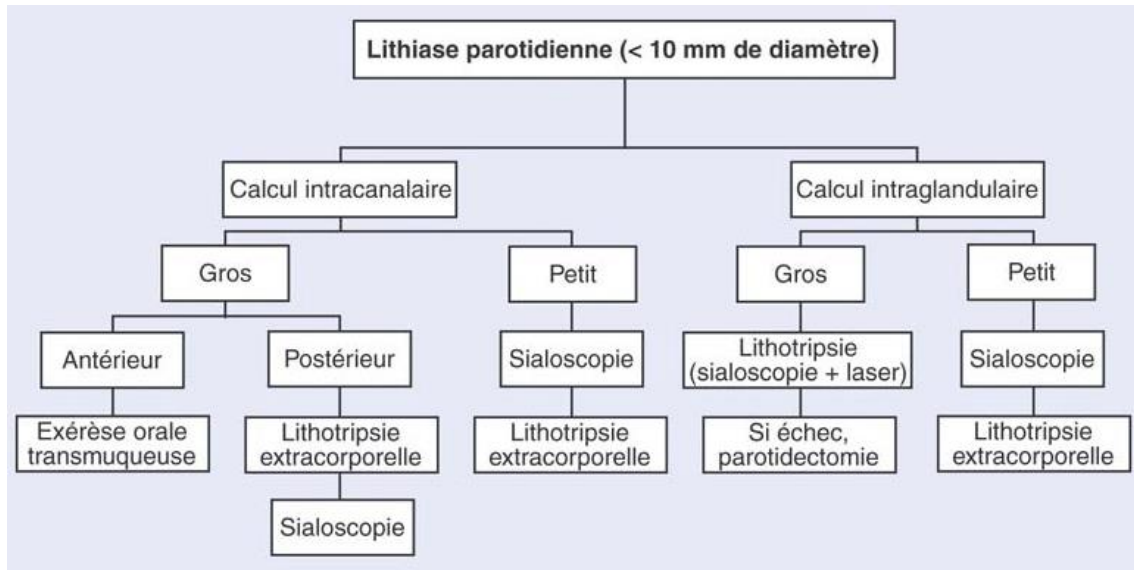 Lithiase parotidienne (< 10 mm de diamètre)
Calcul intracanalaire
Calcul intraglandulaire
Gros
Petit
Gros
Petit
Antérieur
Postérieur
Sialoscopie
Lithotripsie
(sialoscopie + laser)
Sialoscopie
Exérèse orale
transmuqueuse
Lithotripsie
extracorporelle
Lithotripsie
extracorporelle
Si échec,
parotidectomie
Lithotripsie
extracorporelle
Sialoscopie